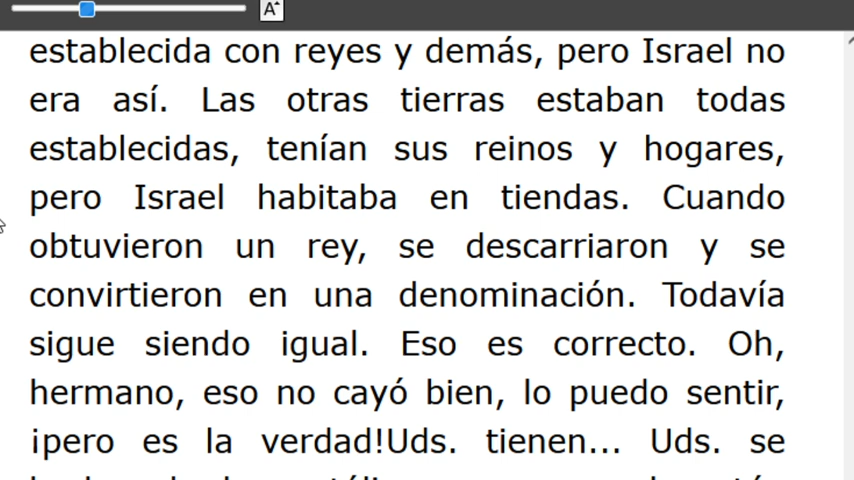 A
establecida con reyes y demás, pero Israel no
era así. Las otras tierras estaban todas
establecidas, tenían sus reinos y hogares,
pero Israel habitaba en tiendas. Cuando
obtuvieron un rey, se descarriaron y se
convirtieron en una denominación. Todavía
sigue siendo igual. Eso es correcto. Oh,
hermano, eso no cayó bien, lo puedo sentir,
¡pero es la verdad!Uds. tienen... Uds. se